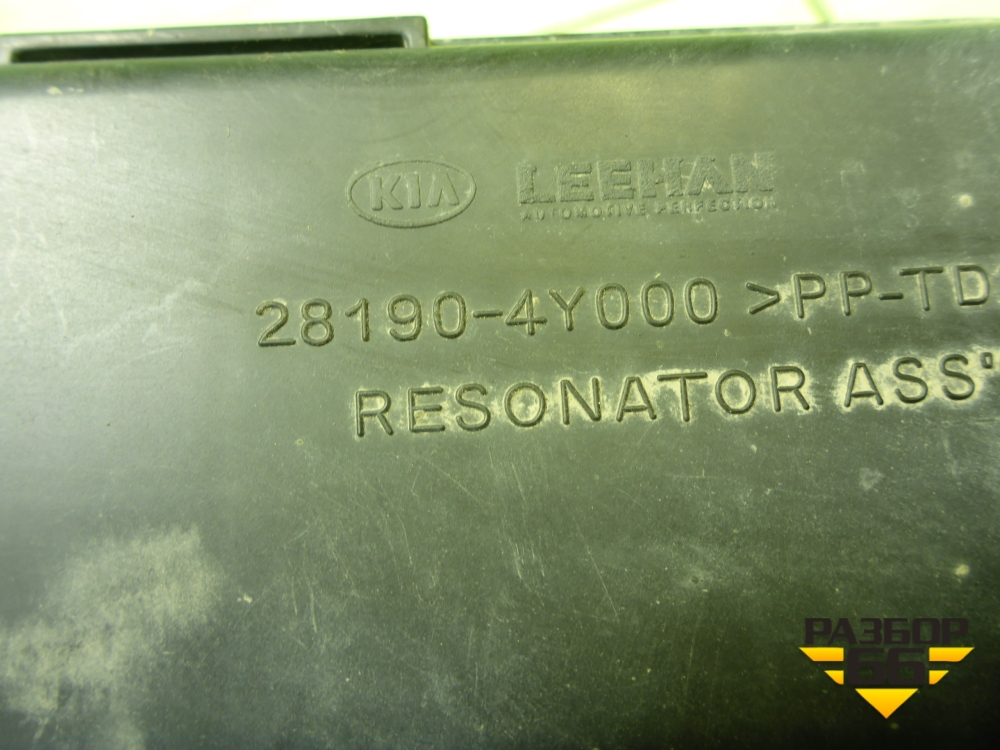 KIA LEEHAN
AUTOMOTIVE PERFECTION
28190-4Y000 >PP-TD
RESONATOR ASS'
РАЗБОР
66